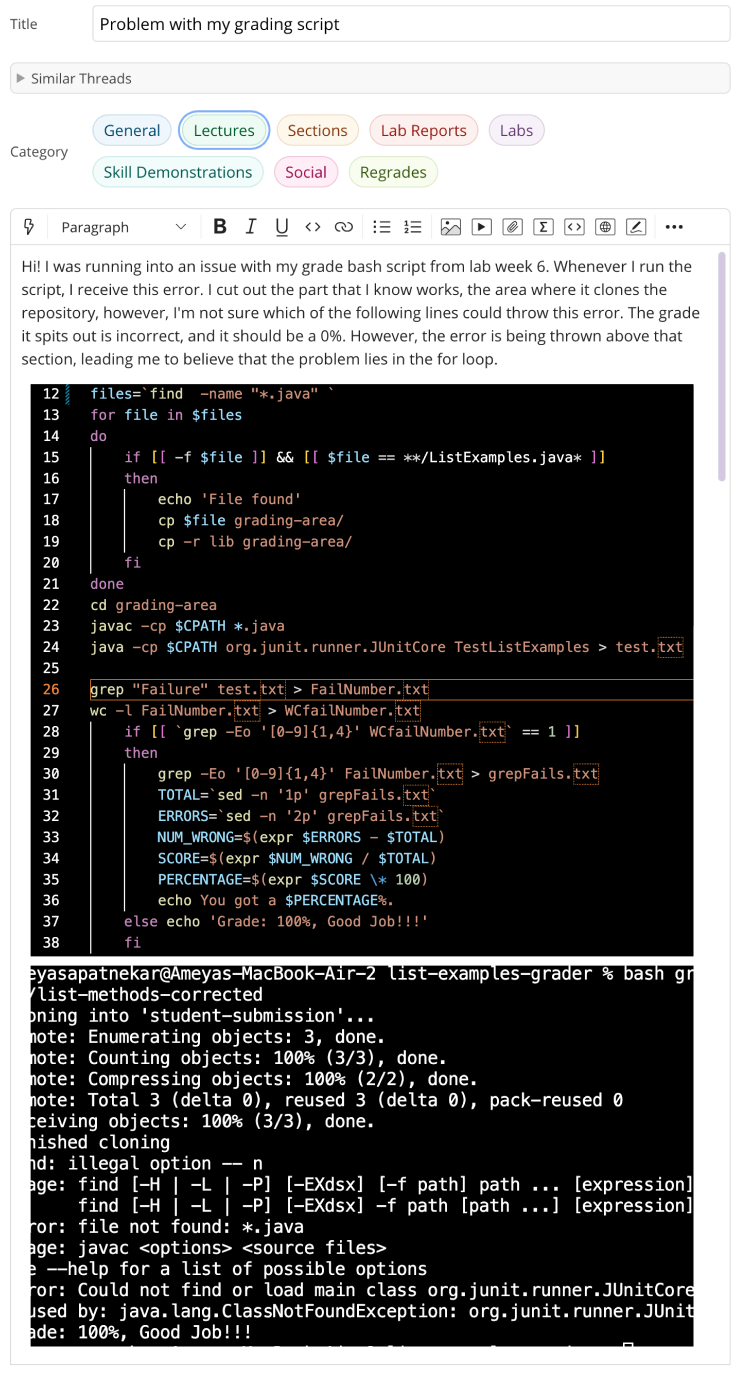 Title
Problem with my grading script
Similar Threads
Category
General Lectures Sections Lab Reports Labs
Skill Demonstrations Social Regrades
Paragraph B I U
Hi! I was running into an issue with my grade bash script from lab week 6. Whenever I run the
script, I receive this error. I cut out the part that I know works, the area where it clones the
repository, however, I'm not sure which of the following lines could throw this error. The grade
it spits out is incorrect, and it should be a 0%. However, the error is being thrown above that
section, leading me to believe that the problem lies in the for loop.
12 files=`find  -name "*.java" `
13 for file in $files
14 do
15 if [[ -f $file ]] && [[ $file == **/ListExamples.java* ]]
16 then
17 echo 'File found'
18 cp $file grading-area/
19 cp -r lib grading-area/
20 fi
21 done
22 cd grading-area
23 javac -cp $CPATH *.java
24 java -cp $CPATH org.junit.runner.JUnitCore TestListExamples > test.txt
25
26 grep "Failure" test.txt > FailNumber.txt
27 wc -l FailNumber.txt > WCfailNumber.txt
28 if [[ `grep -Eo '[0-9]{1,4}' WCfailNumber.txt` == 1 ]]
29 then
30 grep -Eo '[0-9]{1,4}' FailNumber.txt > grepFails.txt
31 TOTAL=`sed -n '1p' grepFails.txt`
32 ERRORS=`sed -n '2p' grepFails.txt`
33 NUM_WRONG=$(expr $ERRORS - $TOTAL)
34 SCORE=$(expr $NUM_WRONG / $TOTAL)
35 PERCENTAGE=$(expr $SCORE \* 100)
36 echo You got a $PERCENTAGE%.
37 else echo 'Grade: 100%, Good Job!!!'
38 fi
eyasapatnekar@Ameyas-MacBook-Air-2 list-examples-grader % bash gr
/list-methods-corrected
oning into 'student-submission'...
mote: Enumerating objects: 3, done.
mote: Counting objects: 100% (3/3), done.
mote: Compressing objects: 100% (2/2), done.
mote: Total 3 (delta 0), reused 3 (delta 0), pack-reused 0
ceiving objects: 100% (3/3), done.
nished cloning
nd: illegal option -- n
age: find [-H | -L | -P] [-EXdsx] [-f path] path ... [expression]
find [-H | -L | -P] [-EXdsx] -f path [path ...] [expression]
ror: file not found: *.java
age: javac <options> <source files>
e --help for a list of possible options
ror: Could not find or load main class org.junit.runner.JUnitCore
used by: java.lang.ClassNotFoundException: org.junit.runner.JUnit
ade: 100%, Good Job!!!